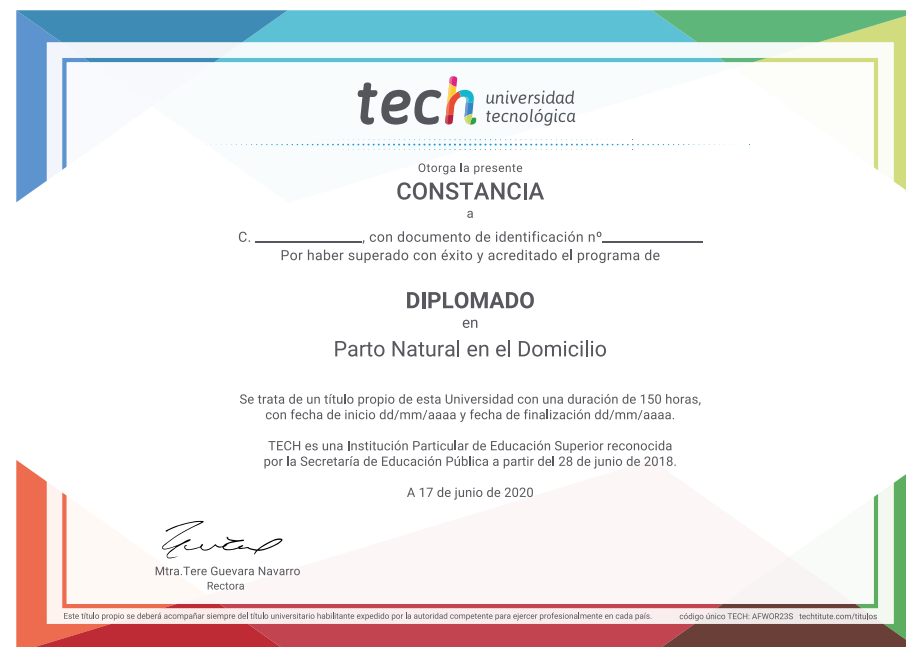 tech universidad
tecnológica
Otorga la presente
CONSTANCIA
a
C. ____________, con documento de identificación nº____________
Por haber superado con éxito y acreditado el programa de
DIPLOMADO
en
Parto Natural en el Domicilio
Se trata de un título propio de esta Universidad con una duración de 150 horas,
con fecha de inicio dd/mm/aaaa y fecha de finalización dd/mm/aaaa.
TECH es una Institución Particular de Educación Superior reconocida
por la Secretaría de Educación Pública a partir del 28 de junio de 2018.
A 17 de junio de 2020
Mtra.Tere Guevara Navarro
Rectora
Este título propio se deberá acompañar siempre del título universitario habilitante expedido por la autoridad competente para ejercer profesionalmente en cada país. código único TECH: AFWOR23S techtitute.com/titulos